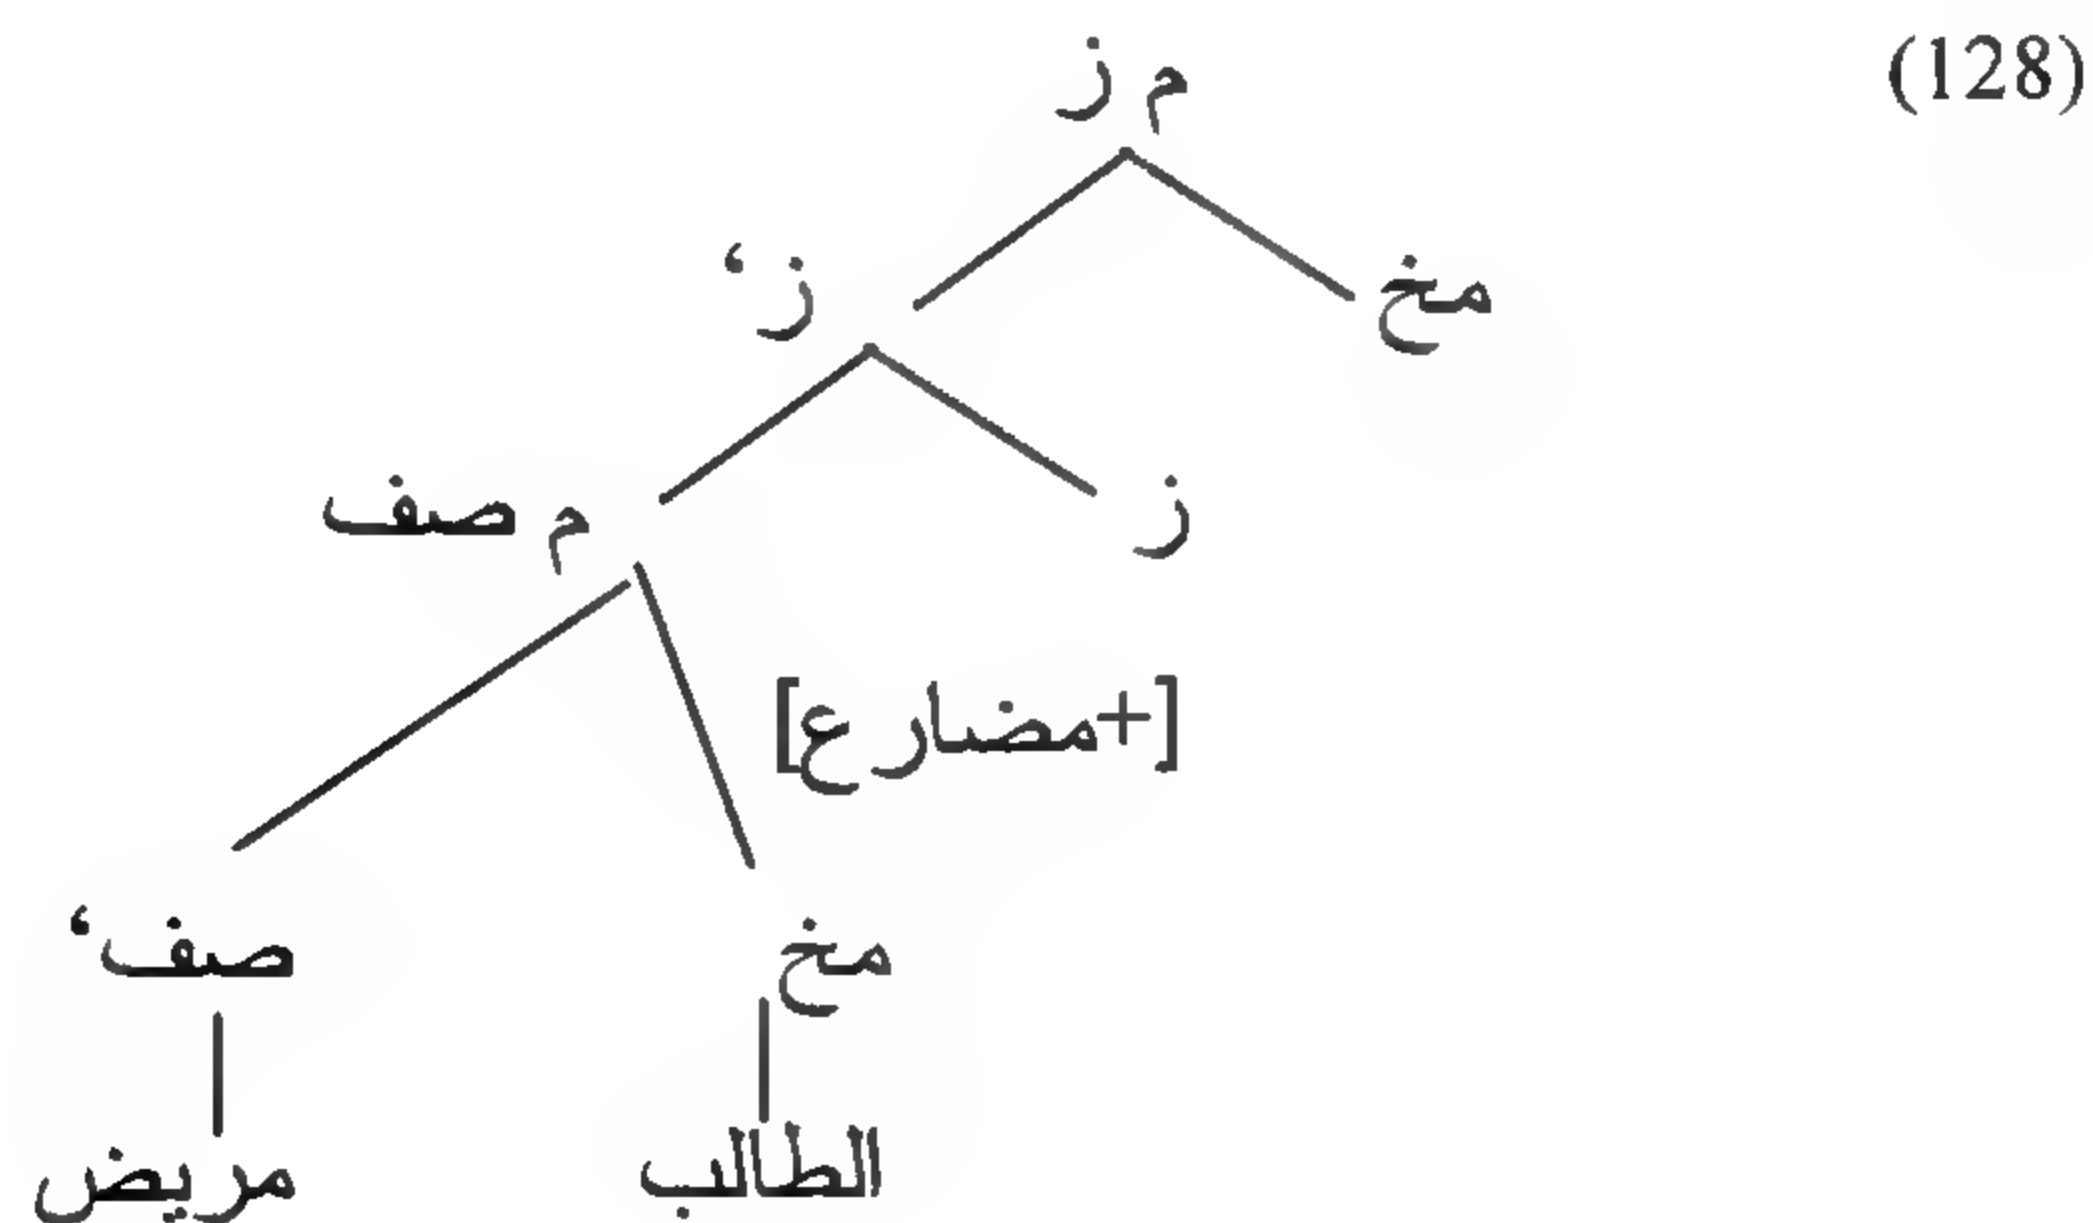 (128)
م ز
مخ ز‘
ز م صف
[+مضارع]
مخ صف‘
الطالب مريض